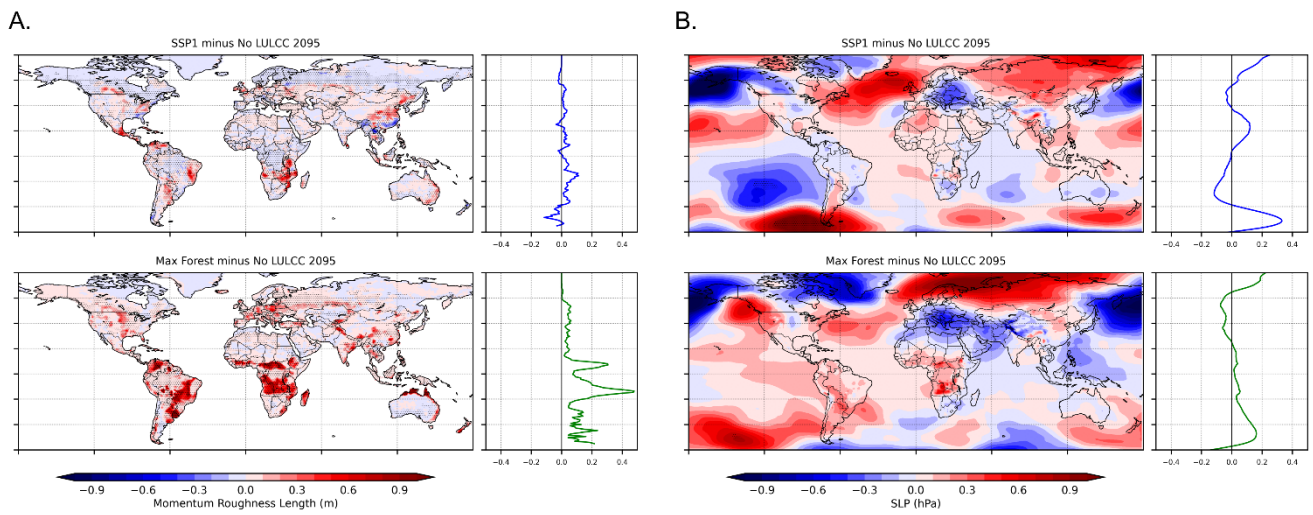 A.
SSP1 minus No LULCC 2095
−0.4 −0.2 0.0 0.2 0.4
Max Forest minus No LULCC 2095
−0.4 −0.2 0.0 0.2 0.4
−0.9 −0.6 −0.3 0.0 0.3 0.6 0.9
Momentum Roughness Length (m)
B.
SSP1 minus No LULCC 2095
−0.4 −0.2 0.0 0.2 0.4
Max Forest minus No LULCC 2095
−0.4 −0.2 0.0 0.2 0.4
−0.9 −0.6 −0.3 0.0 0.3 0.6 0.9
SLP (hPa)